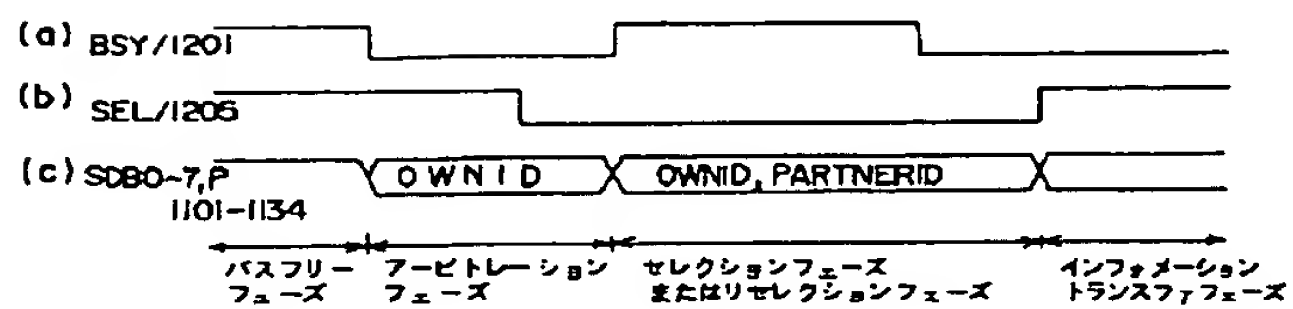 (a) BSY/1201
(b) SEL/1205
(c) SDB0~7,P
1101-1134
OWNID
OWNID, PARTNERID
バスフリー
フューズ
アービトレーション
フェーズ
セレクションフェーズ
またはリセレクションフェーズ
インフォメーション
トランスファフェーズ